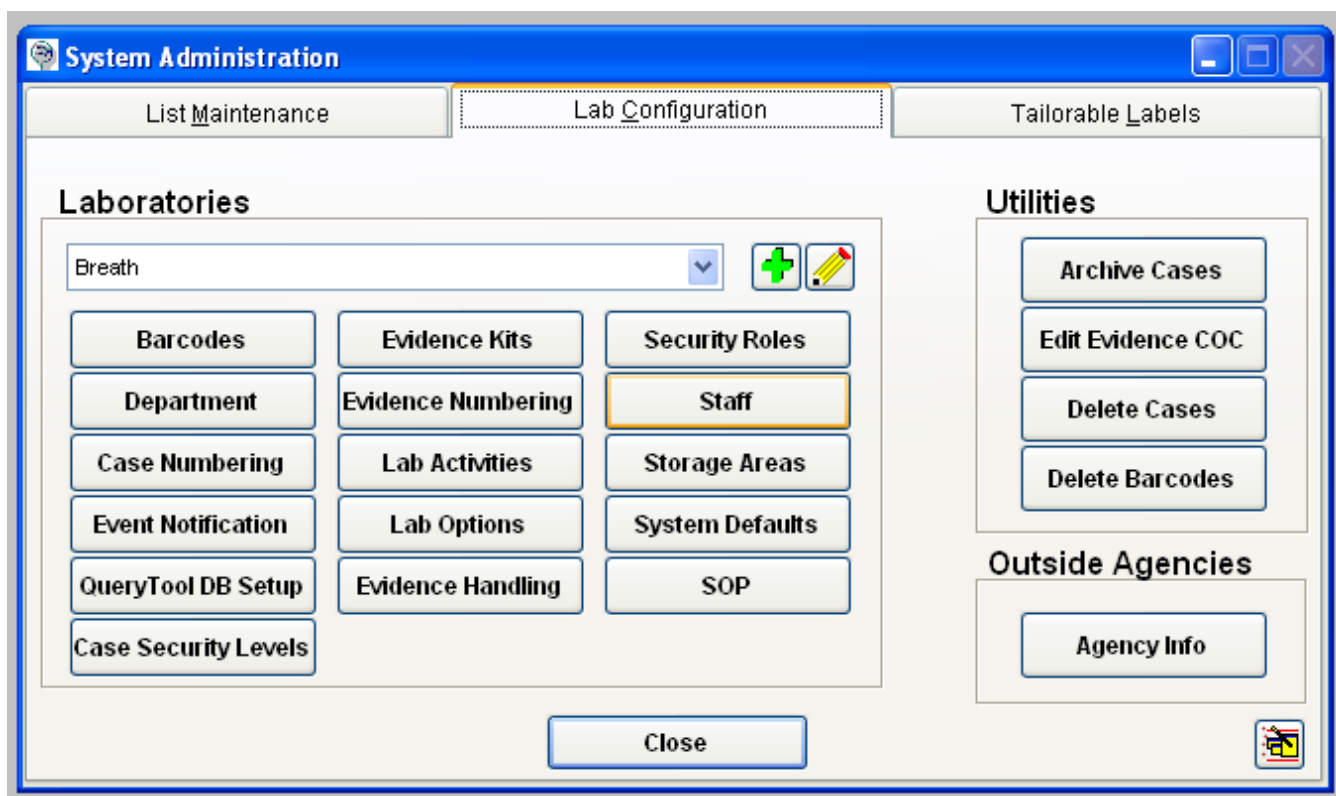 System Administration
List Maintenance
Lab Configuration
Tailorable Labels
Laboratories
Breath
Barcodes
Evidence Kits
Security Roles
Department
Evidence Numbering
Staff
Case Numbering
Lab Activities
Storage Areas
Event Notification
Lab Options
System Defaults
QueryTool DB Setup
Evidence Handling
SOP
Case Security Levels
Utilities
Archive Cases
Edit Evidence COC
Delete Cases
Delete Barcodes
Outside Agencies
Agency Info
Close